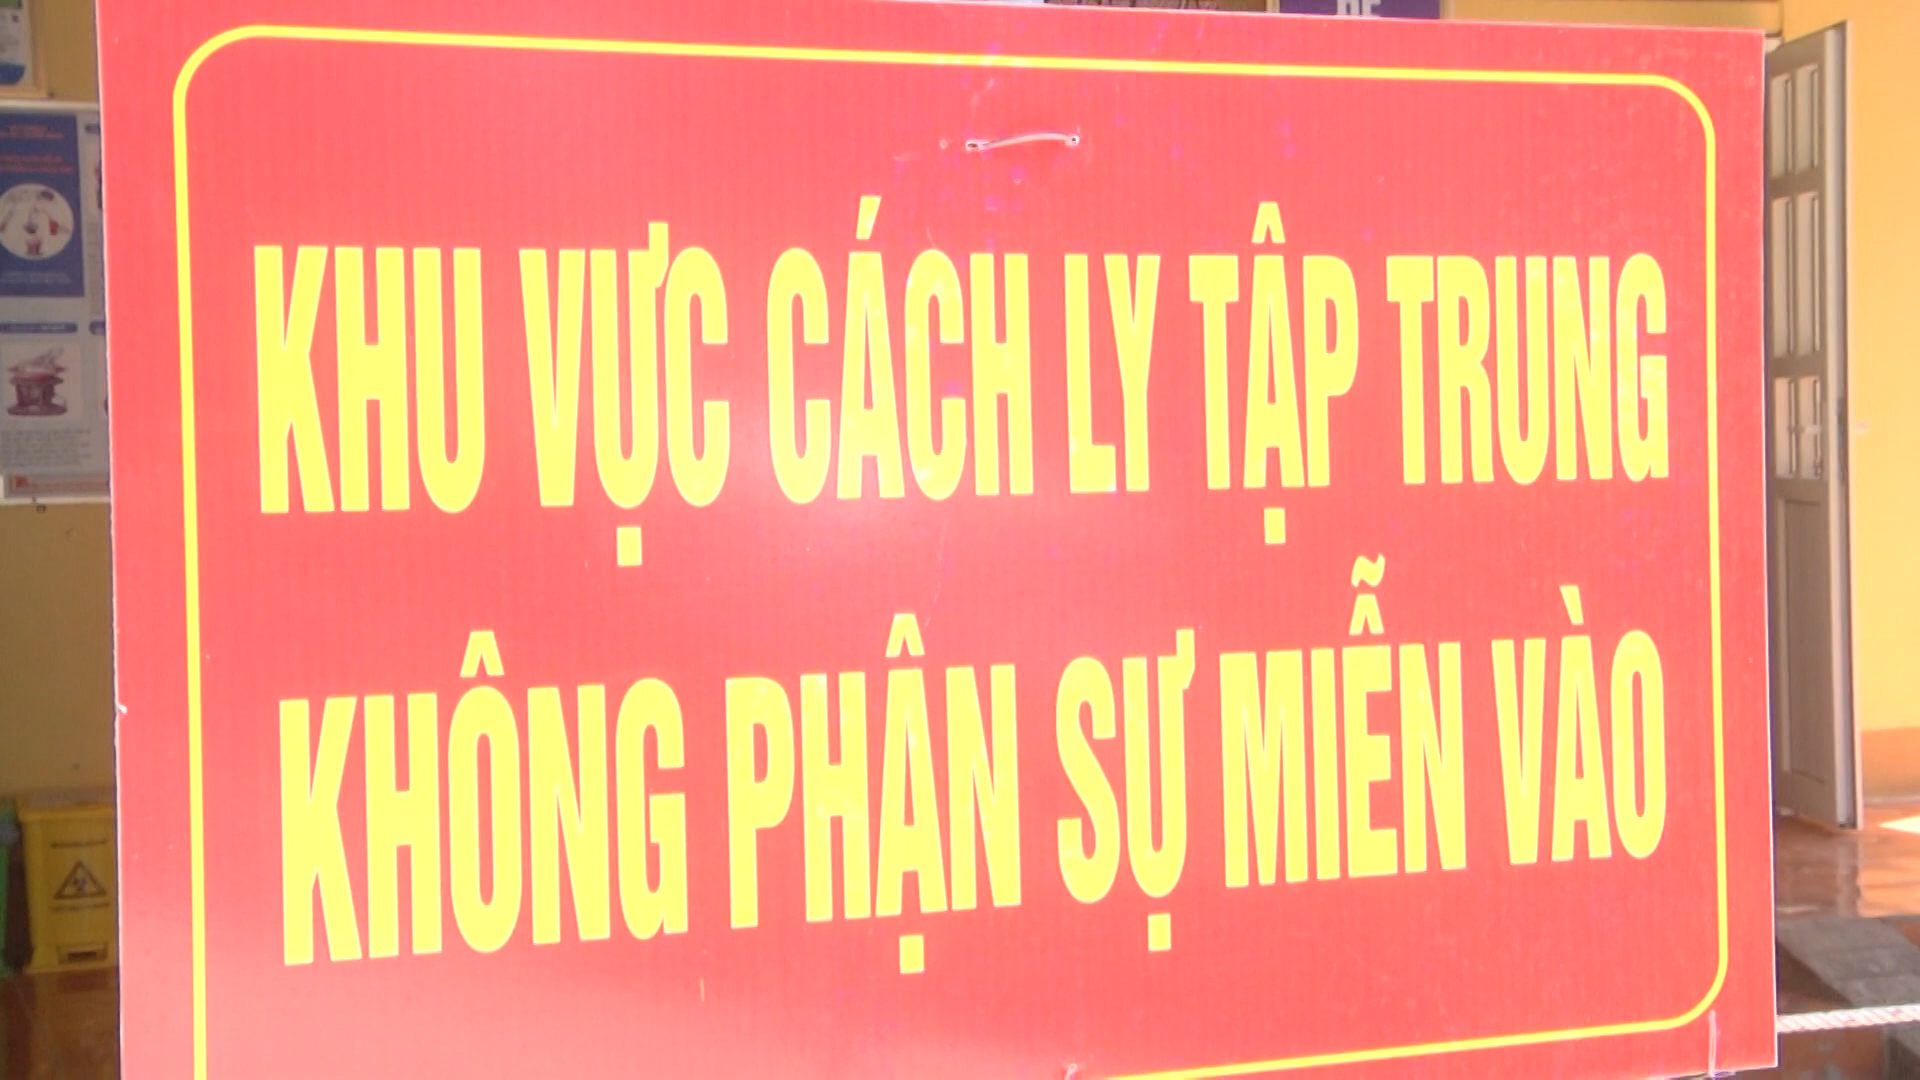 KHU VỰC CÁCH LY TẬP TRUNG
KHÔNG PHẬN SỰ MIỄN VÀO